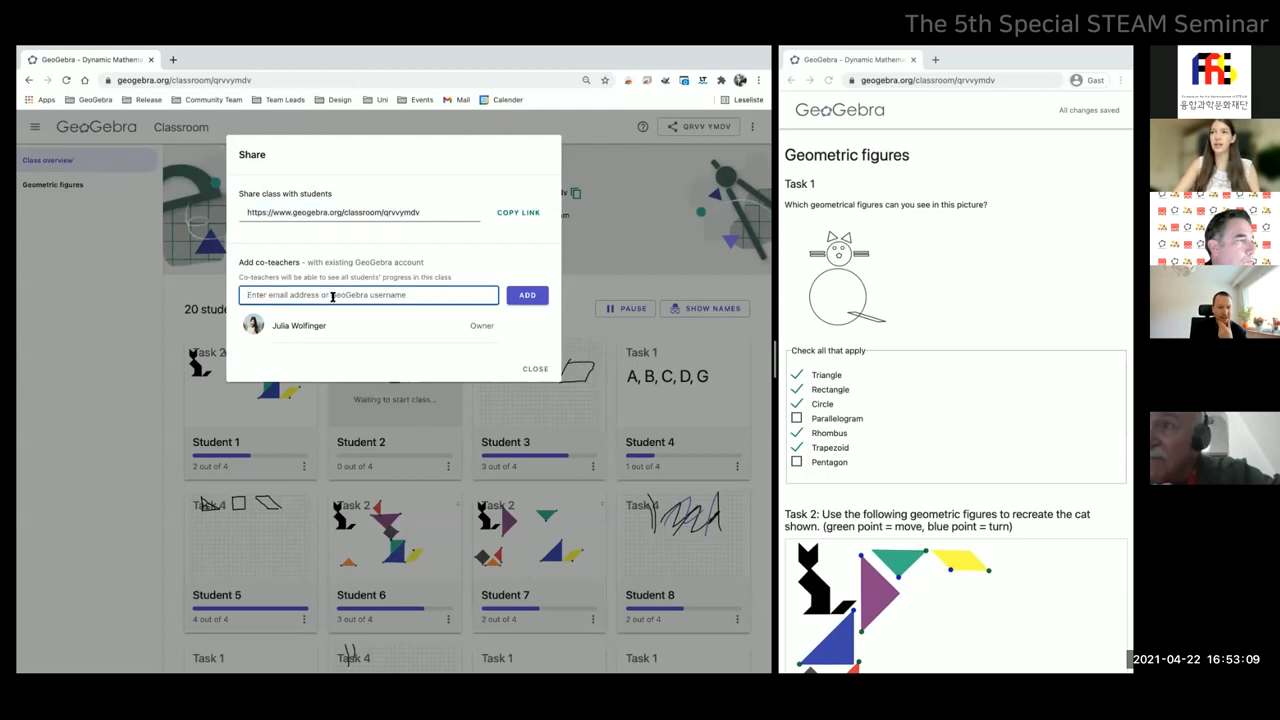 The 5th Special STEAM Seminar
GeoGebra - Dynamic Mathema
geogebra.org/classroom/qrvvymdv
Apps GeoGebra Release Community Team Team Leads Design Uni Events Mail Calender Leseliste
GeoGebra Classroom
QRVV YMDV
Class overview
Geometric figures
Share
Share class with students
https://www.geogebra.org/classroom/qrvvymdv
COPY LINK
Add co-teachers - with existing GeoGebra account
Co-teachers will be able to see all students' progress in this class
Enter email address or GeoGebra username
ADD
Julia Wolfinger
Owner
CLOSE
20 stude
PAUSE
SHOW NAMES
Task 2
Waiting to start class...
Task 1
A, B, C, D, G
Student 1
2 out of 4
Student 2
0 out of 4
Student 3
3 out of 4
Student 4
1 out of 4
Task 4
Task 2
Task 2
Task 4
Student 5
4 out of 4
Student 6
3 out of 4
Student 7
2 out of 4
Student 8
2 out of 4
Task 1
Task 4
Task 1
Task 1
GeoGebra - Dynamic Mathema
geogebra.org/classroom/qrvvymdv
Gast
GeoGebra
All changes saved
Geometric figures
Task 1
Which geometrical figures can you see in this picture?
Check all that apply
Triangle
Rectangle
Circle
Parallelogram
Rhombus
Trapezoid
Pentagon
Task 2: Use the following geometric figures to recreate the cat
shown. (green point = move, blue point = turn)
융합과학문화재단
2021-04-22 16:53:09